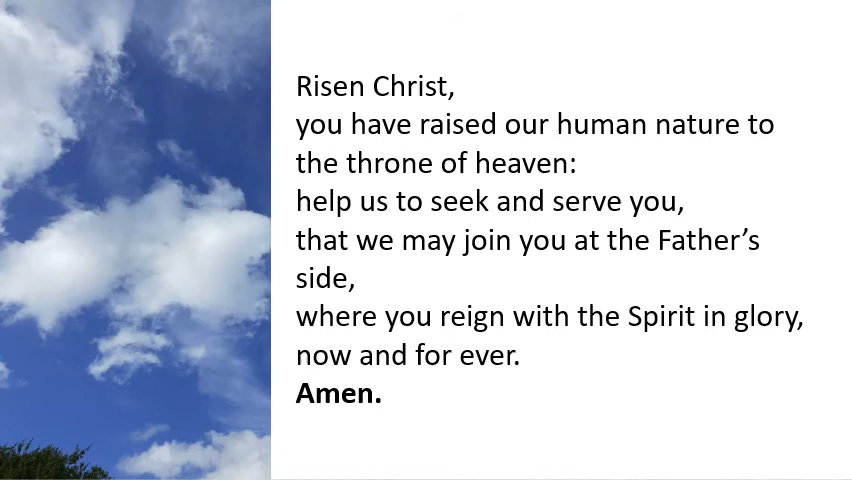 Risen Christ,
you have raised our human nature to
the throne of heaven:
help us to seek and serve you,
that we may join you at the Father’s
side,
where you reign with the Spirit in glory,
now and for ever.
Amen.